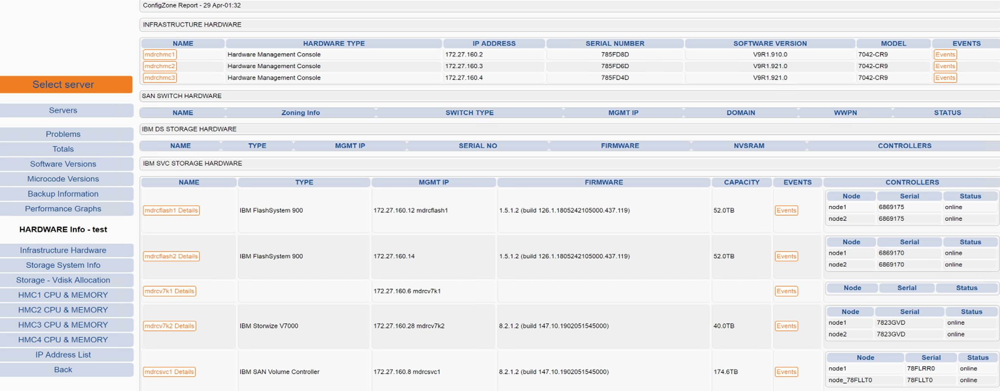 ConfigZone Report - 29 Apr-01:32
INFRASTRUCTURE HARDWARE
NAME HARDWARE TYPE IP ADDRESS SERIAL NUMBER SOFTWARE VERSION MODEL EVENTS
mdrchmc1 Hardware Management Console 172.27.160.2 785FD8D V9R1.910.0 7042-CR9 Events
mdrchmc2 Hardware Management Console 172.27.160.3 785FD6D V9R1.921.0 7042-CR9 Events
mdrchmc3 Hardware Management Console 172.27.160.4 785FD4D V9R1.921.0 7042-CR9 Events
SAN SWITCH HARDWARE
NAME Zoning Info SWITCH TYPE MGMT IP DOMAIN WWPN STATUS
IBM DS STORAGE HARDWARE
NAME TYPE MGMT IP SERIAL NO FIRMWARE NVSRAM CONTROLLERS
IBM SVC STORAGE HARDWARE
NAME TYPE MGMT IP FIRMWARE CAPACITY EVENTS CONTROLLERS
mdrcflash1 Details IBM FlashSystem 900 172.27.160.12 mdrcflash1 1.5.1.2 (build 126.1.1805242105000.437.119) 52.0TB Events
Node Serial Status
node1 6869175 online
node2 6869175 online
mdrcflash2 Details IBM FlashSystem 900 172.27.160.14 1.5.1.2 (build 126.1.1805242105000.437.119) 52.0TB Events
Node Serial Status
node1 6869170 online
node2 6869170 online
mdrcv7k1 Details 172.27.160.6 mdrcv7k1 Events
Node Serial Status
mdrcv7k2 Details IBM Storwize V7000 172.27.160.28 mdrcv7k2 8.2.1.2 (build 147.10.1902051545000) 40.0TB Events
Node Serial Status
node1 7823GVD online
node2 7823GVD online
mdrcsvc1 Details IBM SAN Volume Controller 172.27.160.8 mdrcsvc1 8.2.1.2 (build 147.10.1902051545000) 174.6TB Events
Node Serial Status
node1 78FLRR0 online
node_78FLLT0 78FLLT0 online
Select server
Servers
Problems
Totals
Software Versions
Microcode Versions
Backup Information
Performance Graphs
HARDWARE Info - test
Infrastructure Hardware
Storage System Info
Storage - Vdisk Allocation
HMC1 CPU & MEMORY
HMC2 CPU & MEMORY
HMC3 CPU & MEMORY
HMC4 CPU & MEMORY
IP Address List
Back